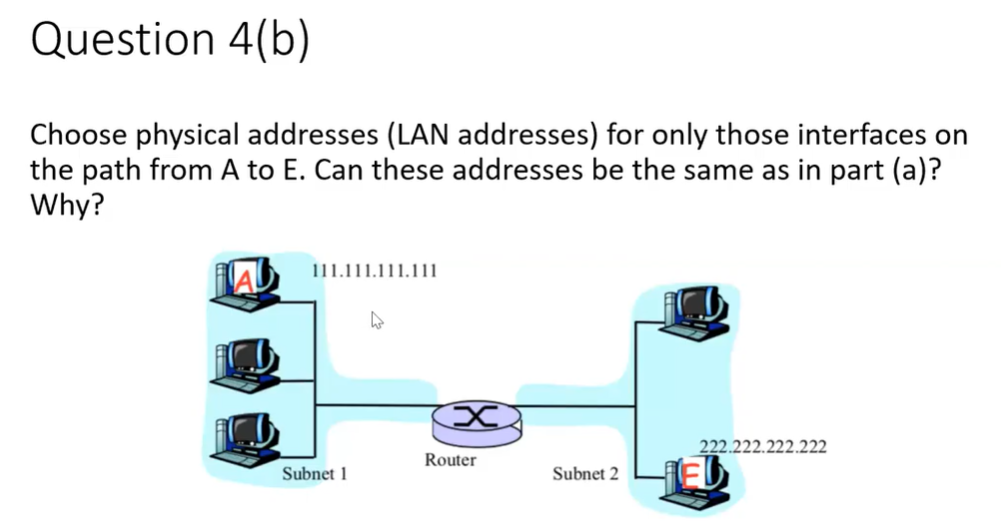 Question 4(b)
Choose physical addresses (LAN addresses) for only those interfaces on
the path from A to E. Can these addresses be the same as in part (a)?
Why?
A
111.111.111.111
222.222.222.222
Router
Subnet 1
Subnet 2
E